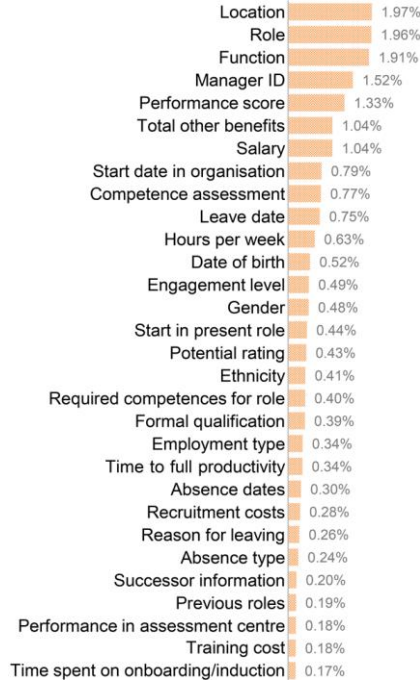 Location 1.97%
Role 1.96%
Function 1.91%
Manager ID 1.52%
Performance score 1.33%
Total other benefits 1.04%
Salary 1.04%
Start date in organisation 0.79%
Competence assessment 0.77%
Leave date 0.75%
Hours per week 0.63%
Date of birth 0.52%
Engagement level 0.49%
Gender 0.48%
Start in present role 0.44%
Potential rating 0.43%
Ethnicity 0.41%
Required competences for role 0.40%
Formal qualification 0.39%
Employment type 0.34%
Time to full productivity 0.34%
Absence dates 0.30%
Recruitment costs 0.28%
Reason for leaving 0.26%
Absence type 0.24%
Successor information 0.20%
Previous roles 0.19%
Performance in assessment centre 0.18%
Training cost 0.18%
Time spent on onboarding/induction 0.17%